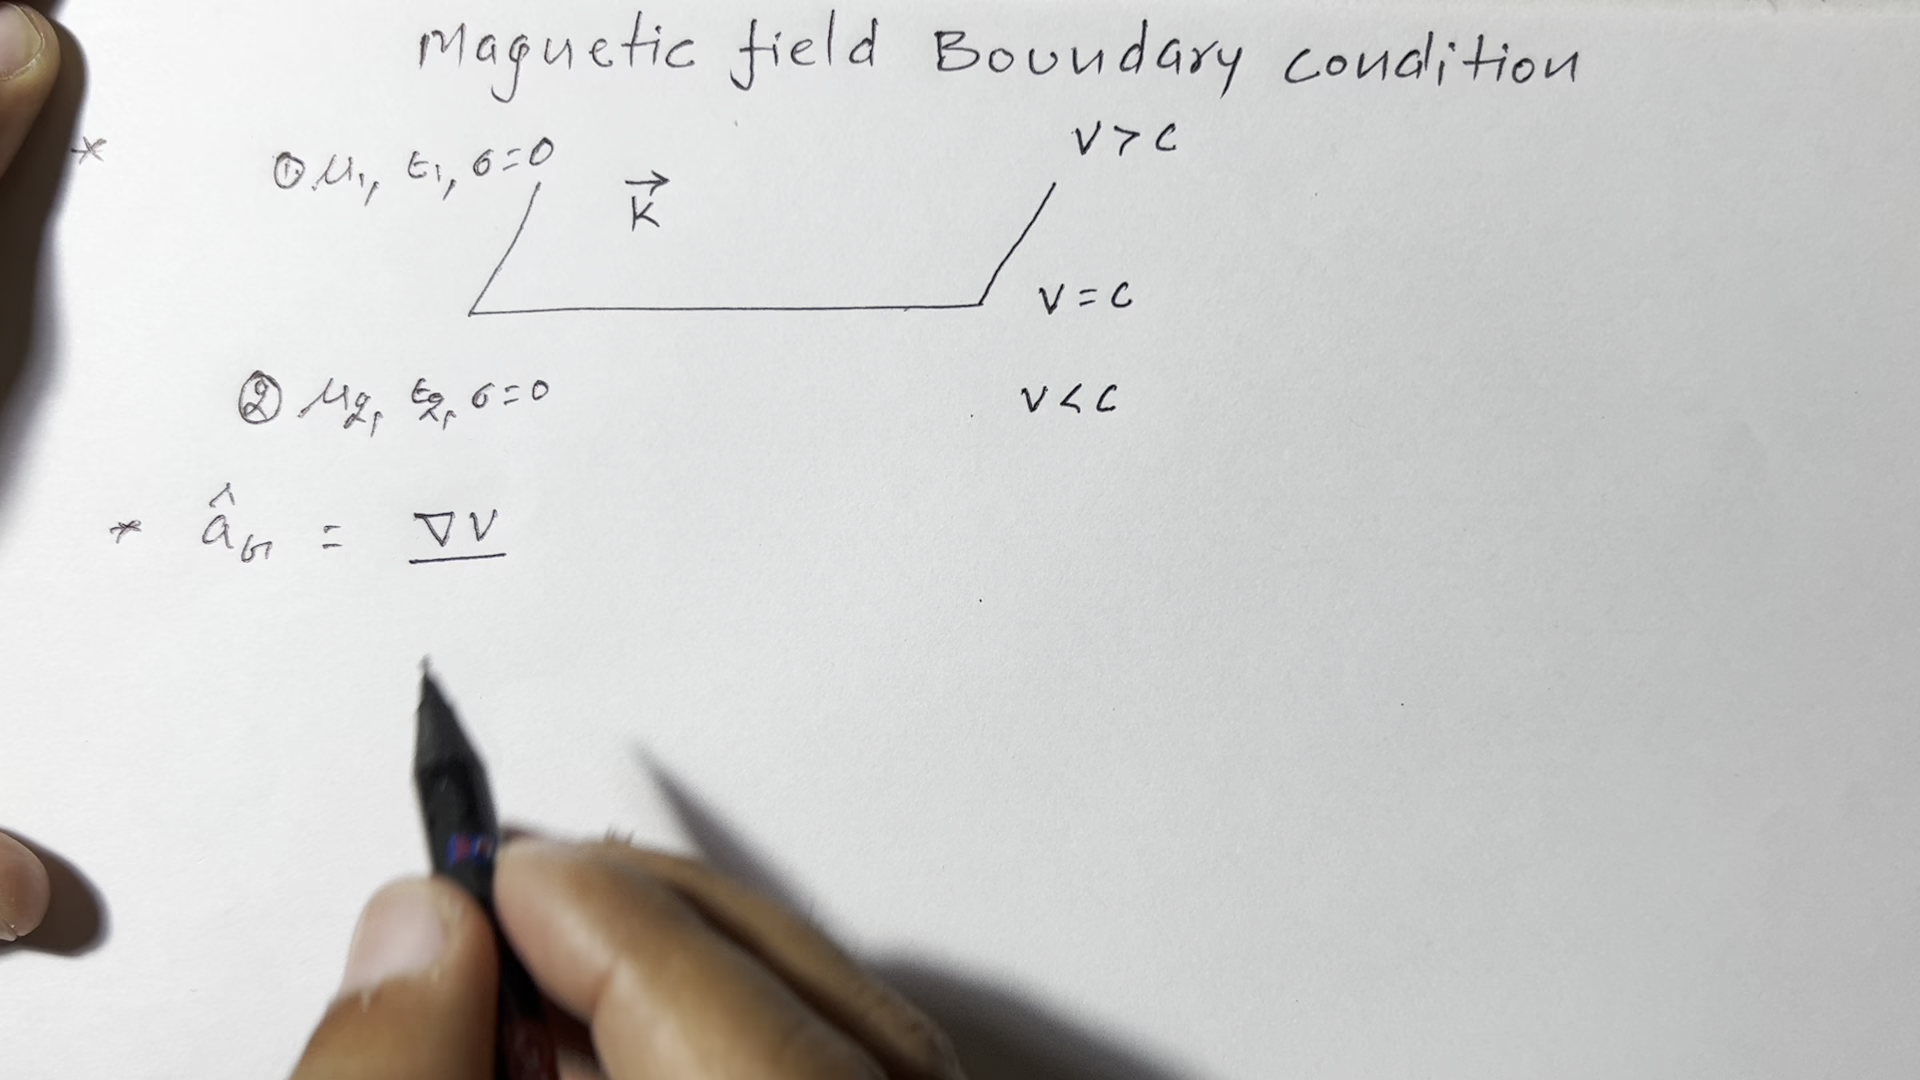 Magnetic field Boundary condition
V > C
* ① μ₁, ε₁, σ=0
→
K
V = C
② μ₂, ε₂, σ=0
V < C
* âₙ = ∇V